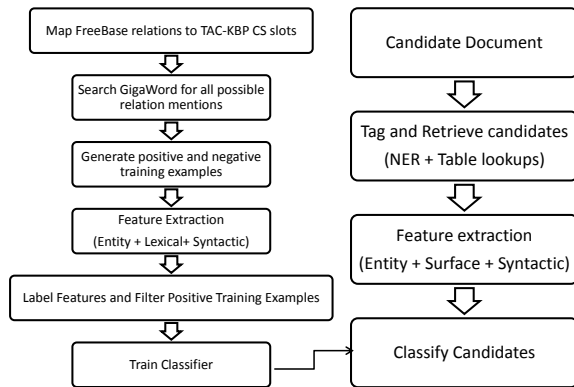 Map FreeBase relations to TAC-KBP CS slots
Search GigaWord for all possible
relation mentions
Generate positive and negative
training examples
Feature Extraction
(Entity + Lexical+ Syntactic)
Label Features and Filter Positive Training Examples
Train Classifier
Candidate Document
Tag and Retrieve candidates
(NER + Table lookups)
Feature extraction
(Entity + Surface + Syntactic)
Classify Candidates